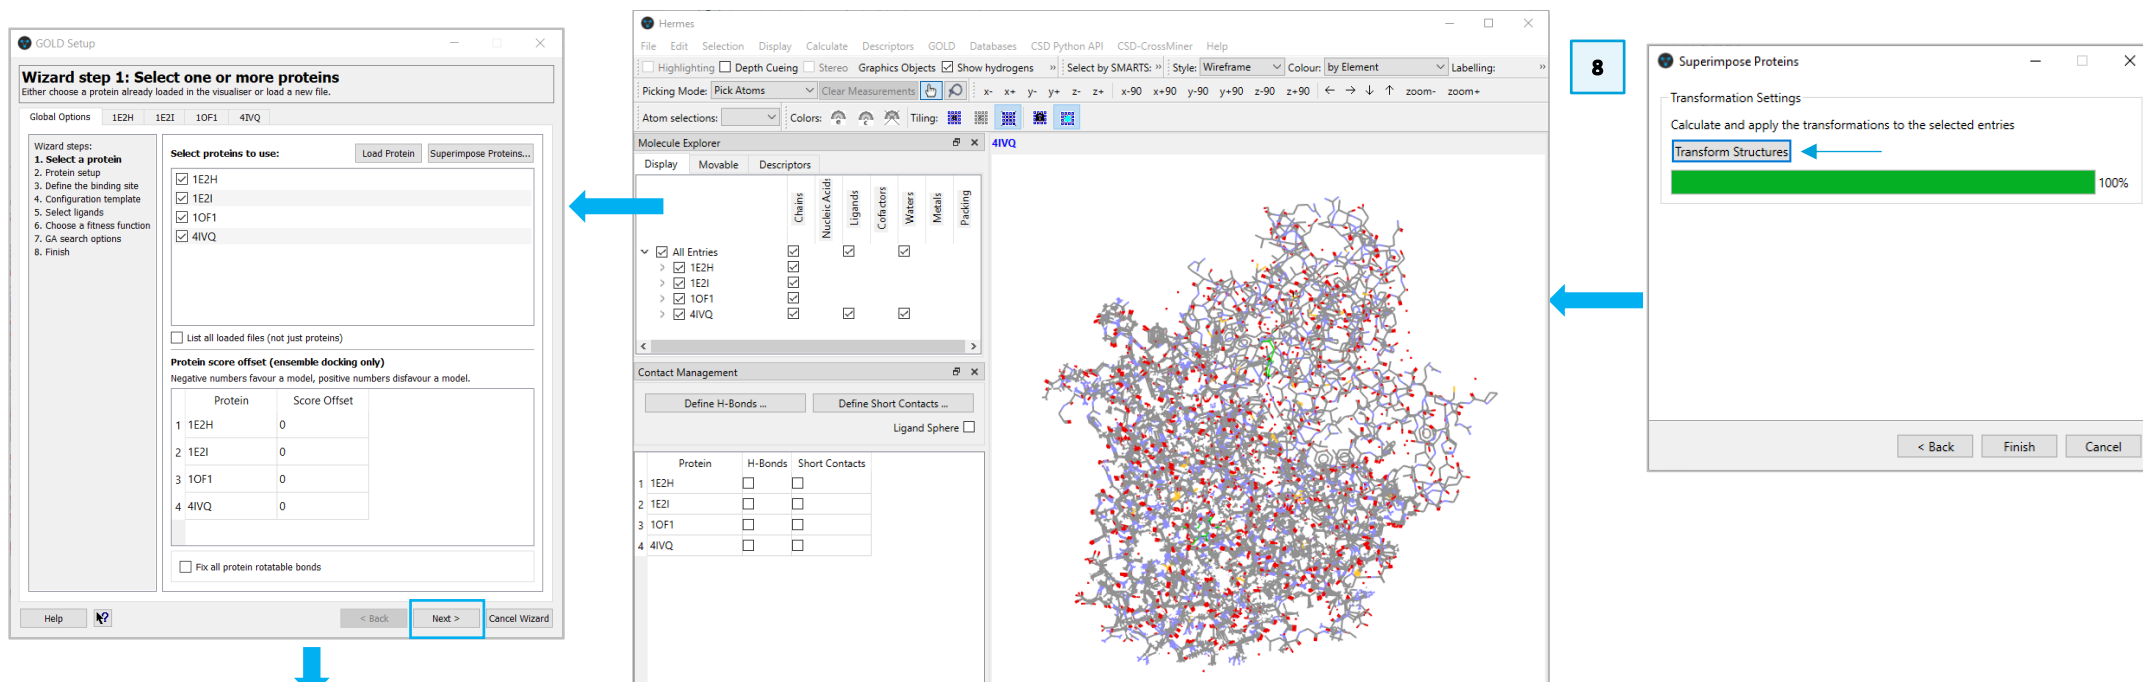 GOLD Setup
Wizard step 1: Select one or more proteins
Either choose a protein already loaded in the visualiser or load a new file.
Global Options 1E2H 1E2I 1OF1 4IVQ
Wizard steps:
1. Select a protein
2. Protein setup
3. Define the binding site
4. Configuration template
5. Select ligands
6. Choose a fitness function
7. GA search options
8. Finish
Select proteins to use: Load Protein Superimpose Proteins...
1E2H
1E2I
1OF1
4IVQ
List all loaded files (not just proteins)
Protein score offset (ensemble docking only)
Negative numbers favour a model, positive numbers disfavour a model.
Protein Score Offset
1 1E2H 0
2 1E2I 0
3 1OF1 0
4 4IVQ 0
Fix all protein rotatable bonds
Help < Back Next > Cancel Wizard
Hermes
File Edit Selection Display Calculate Descriptors GOLD Databases CSD Python API CSD-CrossMiner Help
Highlighting Depth Cueing Stereo Graphics Objects Show hydrogens » Select by SMARTS: » Style: Wireframe Colour: by Element Labelling: »
Picking Mode: Pick Atoms Clear Measurements x- x+ y- y+ z- z+ x-90 x+90 y-90 y+90 z-90 z+90 ← → ↓ ↑ zoom- zoom+
Atom selections: Colors: Tiling:
Molecule Explorer
Display Movable Descriptors
Chains Nucleic Acids Ligands Cofactors Waters Metals Packing
All Entries
1E2H
1E2I
1OF1
4IVQ
Contact Management
Define H-Bonds ... Define Short Contacts ...
Ligand Sphere
Protein H-Bonds Short Contacts
1 1E2H
2 1E2I
3 1OF1
4 4IVQ
4IVQ
8
Superimpose Proteins
Transformation Settings
Calculate and apply the transformations to the selected entries
Transform Structures
100%
< Back Finish Cancel